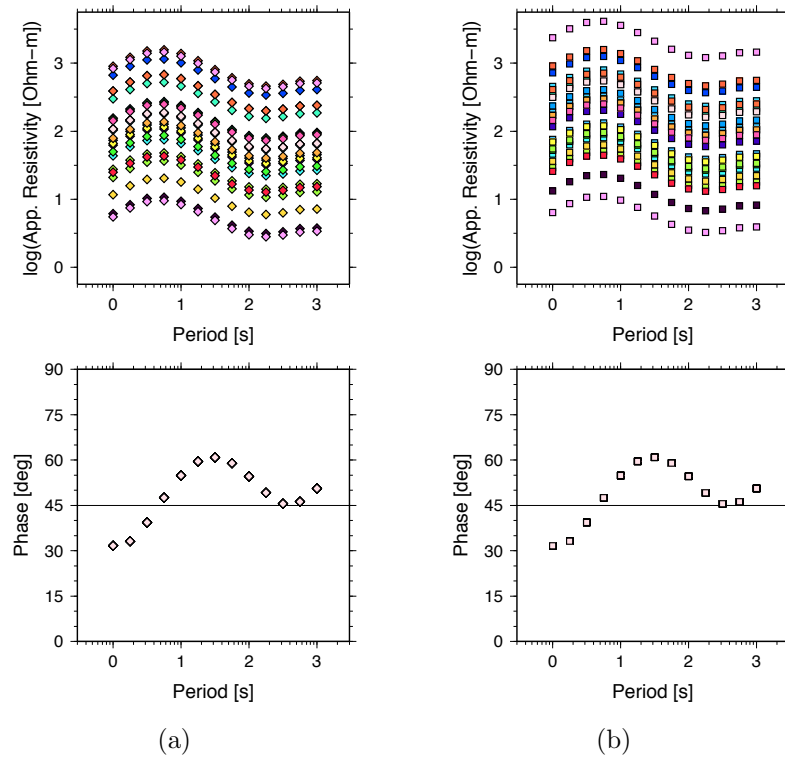 log(App. Resistivity [Ohm−m])
3
2
1
0
0 1 2 3
Period [s]
log(App. Resistivity [Ohm−m])
3
2
1
0
0 1 2 3
Period [s]
Phase [deg]
90
75
60
45
30
15
0
0 1 2 3
Period [s]
(a)
Phase [deg]
90
75
60
45
30
15
0
0 1 2 3
Period [s]
(b)